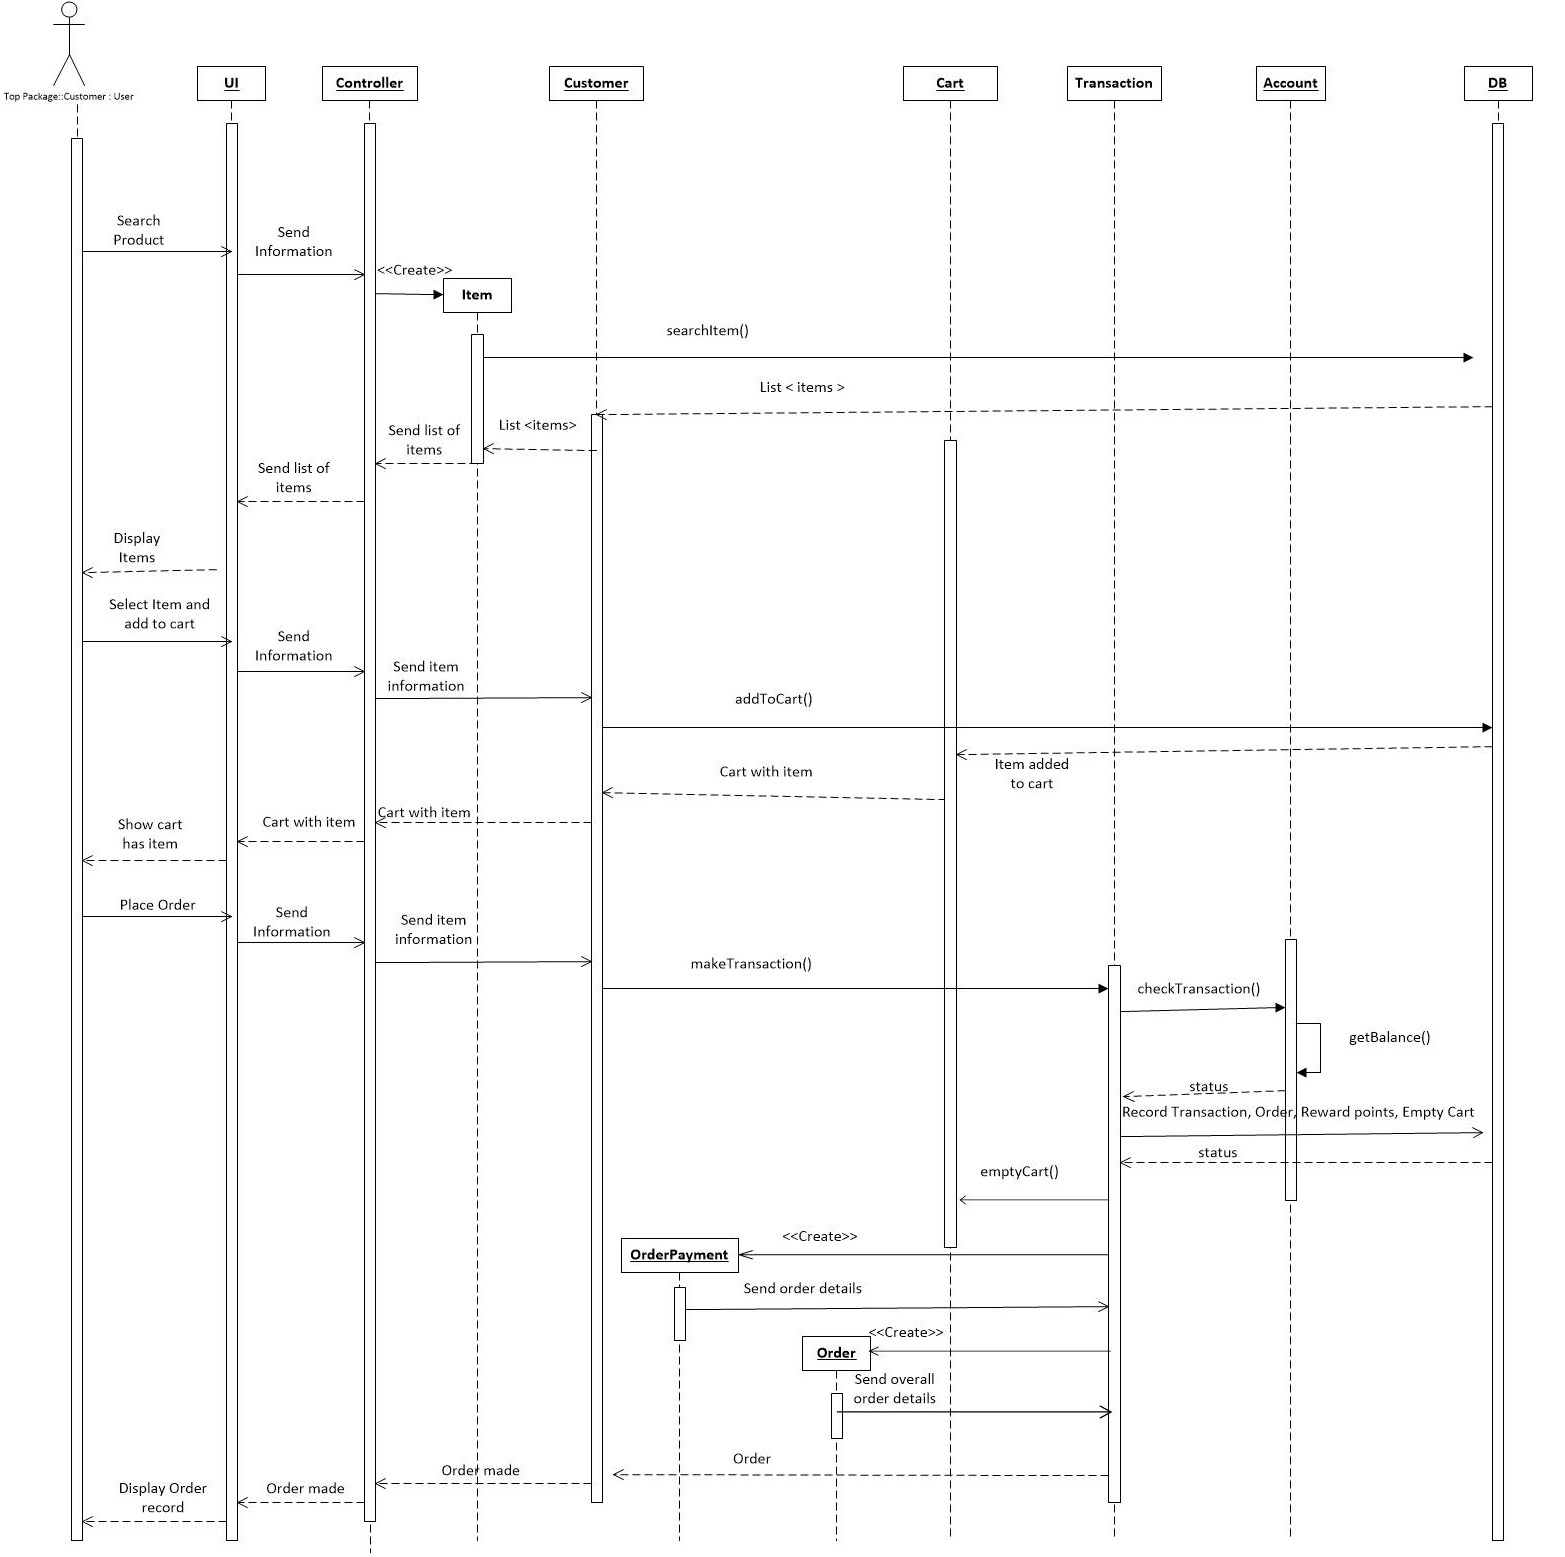 Top Package::Customer : User
UI
Controller
Customer
Cart
Transaction
Account
DB
Search
Product
Send
Information
<<Create>>
Item
searchItem()
List < items >
List <items>
Send list of
items
Send list of
items
Display
Items
Select Item and
add to cart
Send
Information
Send item
information
addToCart()
Item added
to cart
Cart with item
Cart with item
Cart with item
Show cart
has item
Place Order
Send
Information
Send item
information
makeTransaction()
checkTransaction()
getBalance()
status
Record Transaction, Order, Reward points, Empty Cart
status
emptyCart()
<<Create>>
OrderPayment
Send order details
<<Create>>
Order
Send overall
order details
Order
Order made
Order made
Display Order
record